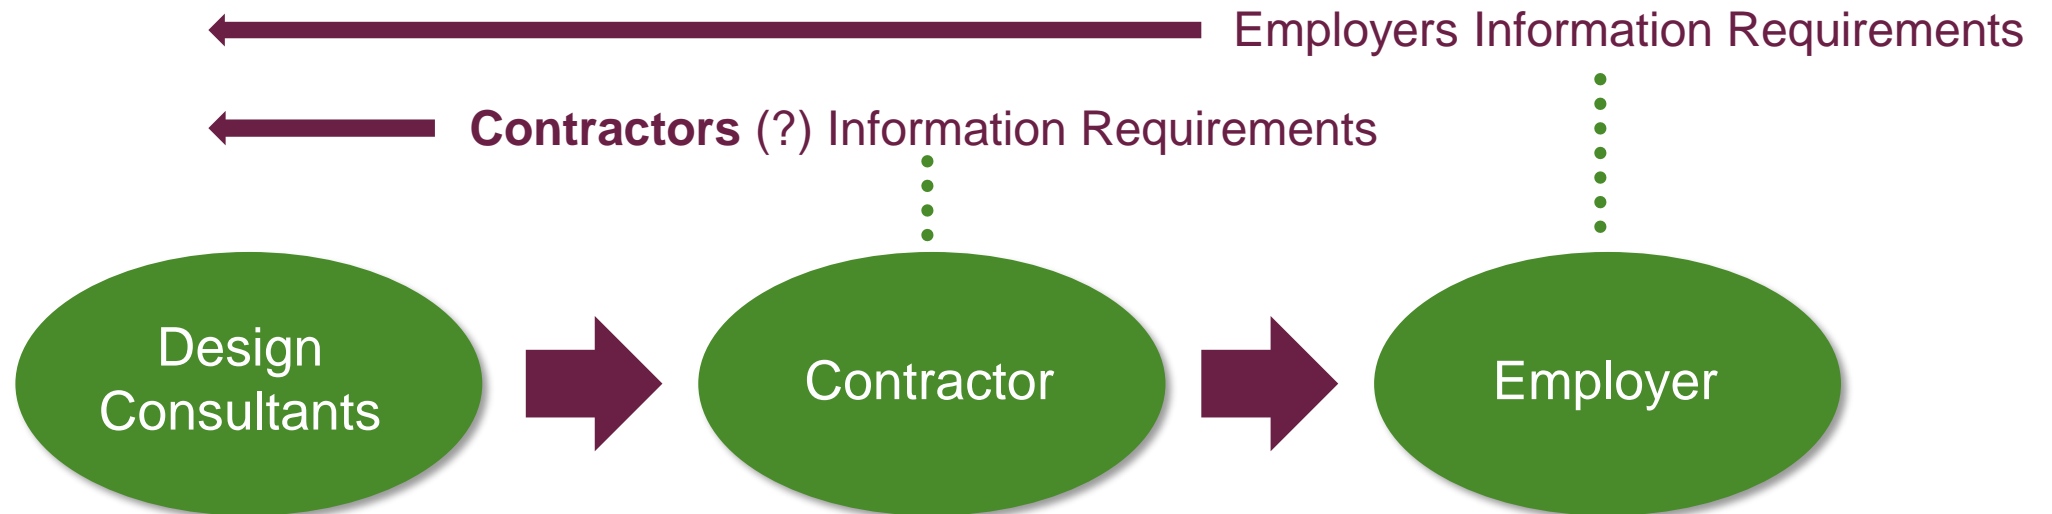 Employers Information Requirements
Contractors (?) Information Requirements
Design
Consultants
Contractor
Employer